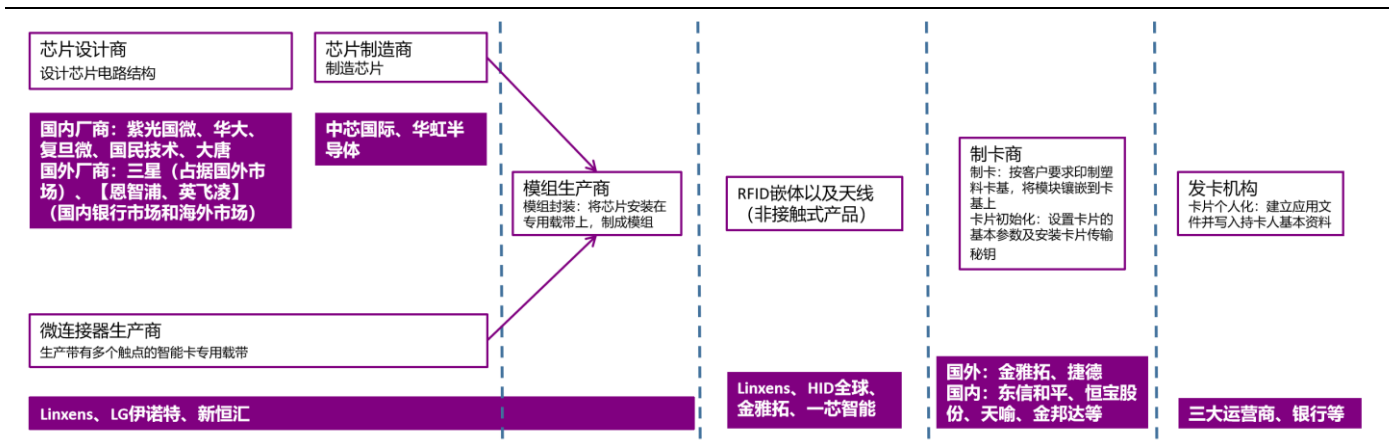 芯片设计商
设计芯片电路结构
芯片制造商
制造芯片
国内厂商：紫光国微、华大、
复旦微、国民技术、大唐
国外厂商：三星（占据国外市
场）、【恩智浦、英飞凌】
（国内银行市场和海外市场）
中芯国际、华虹半
导体
模组生产商
模组封装：将芯片安装在
专用载带上，制成模组
RFID嵌体以及天线
（非接触式产品）
制卡商
制卡：按客户要求印制塑
料卡基，将模块镶嵌到卡
基上
卡片初始化：设置卡片的
基本参数及安装卡片传输
秘钥
发卡机构
卡片个人化：建立应用文
件并写入持卡人基本资料
微连接器生产商
生产带有多个触点的智能卡专用载带
Linxens、LG伊诺特、新恒汇
Linxens、HID全球、
金雅拓、一芯智能
国外：金雅拓、捷德
国内：东信和平、恒宝股
份、天喻、金邦达等
三大运营商、银行等